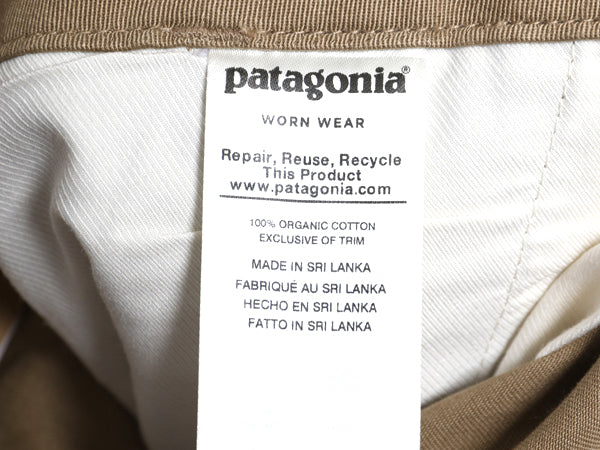 patagonia®
WORN WEAR
Repair, Reuse, Recycle
This Product
www.patagonia.com
100% ORGANIC COTTON
EXCLUSIVE OF TRIM
MADE IN SRI LANKA
FABRIQUÉ AU SRI LANKA
HECHO EN SRI LANKA
FATTO IN SRI LANKA